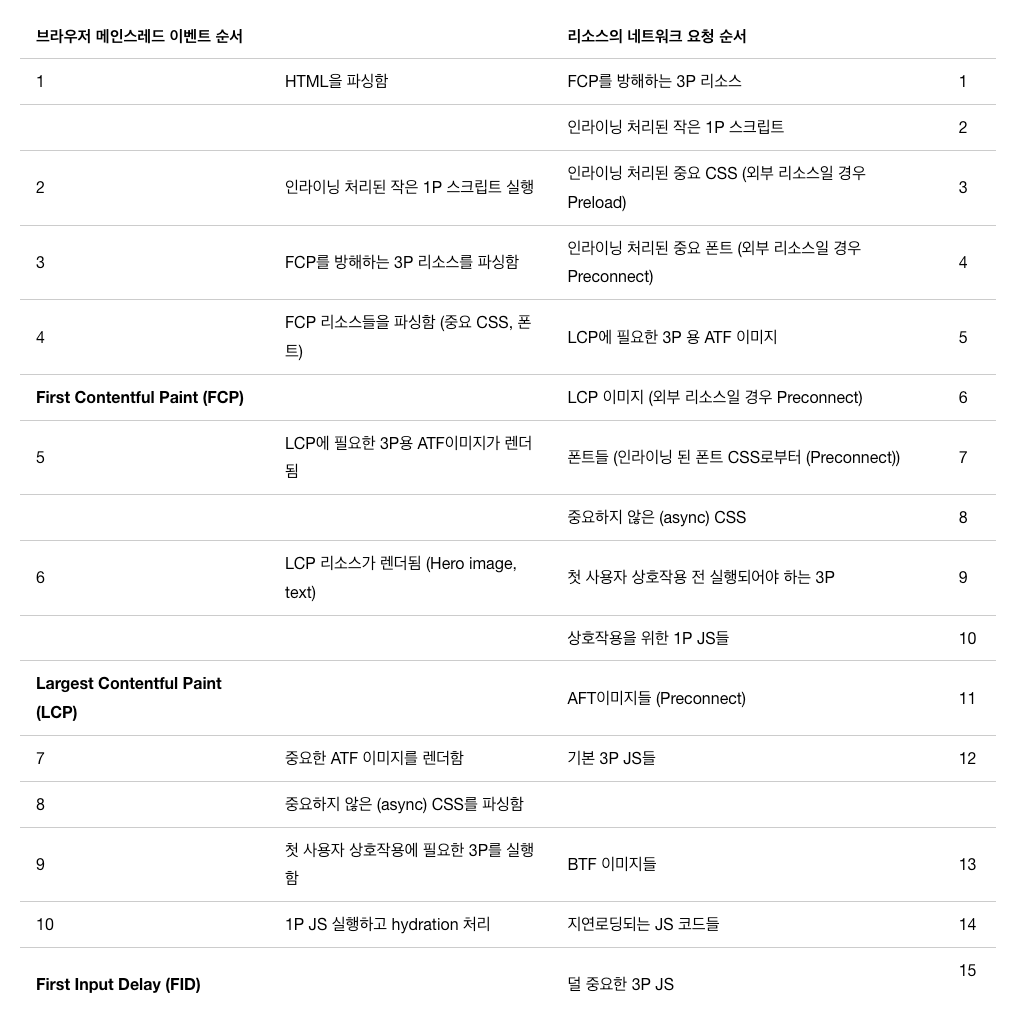 브라우저 메인스레드 이벤트 순서 리소스의 네트워크 요청 순서
1 HTML을 파싱함 FCP를 방해하는 3P 리소스 1
인라이닝 처리된 작은 1P 스크립트 2
2 인라이닝 처리된 작은 1P 스크립트 실행 인라이닝 처리된 중요 CSS (외부 리소스일 경우
Preload) 3
3 FCP를 방해하는 3P 리소스를 파싱함 인라이닝 처리된 중요 폰트 (외부 리소스일 경우
Preconnect) 4
4 FCP 리소스들을 파싱함 (중요 CSS, 폰
트) LCP에 필요한 3P 용 ATF 이미지 5
First Contentful Paint (FCP) LCP 이미지 (외부 리소스일 경우 Preconnect) 6
5 LCP에 필요한 3P용 ATF이미지가 렌더
됨 폰트들 (인라이닝 된 폰트 CSS로부터 (Preconnect)) 7
중요하지 않은 (async) CSS 8
6 LCP 리소스가 렌더됨 (Hero image,
text) 첫 사용자 상호작용 전 실행되어야 하는 3P 9
상호작용을 위한 1P JS들 10
Largest Contentful Paint
(LCP) AFT이미지들 (Preconnect) 11
7 중요한 ATF 이미지를 렌더함 기본 3P JS들 12
8 중요하지 않은 (async) CSS를 파싱함
9 첫 사용자 상호작용에 필요한 3P를 실행
함 BTF 이미지들 13
10 1P JS 실행하고 hydration 처리 지연로딩되는 JS 코드들 14
First Input Delay (FID) 덜 중요한 3P JS 15